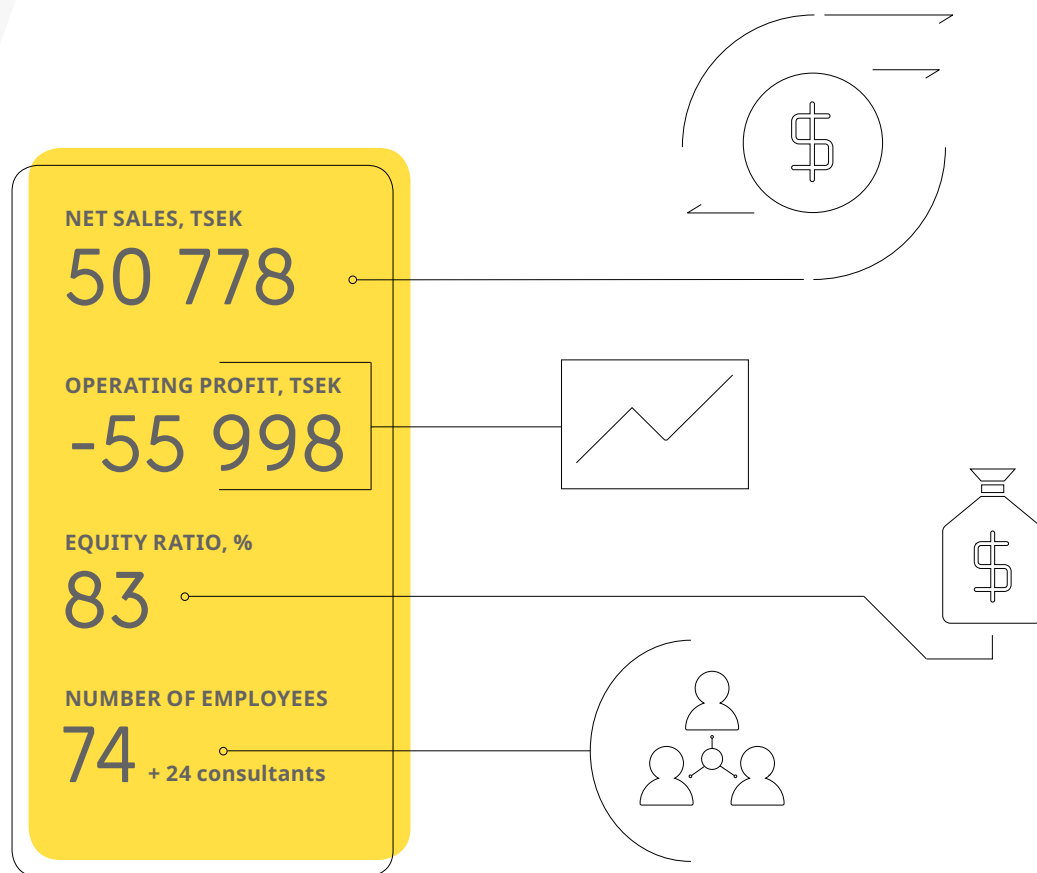 NET SALES, TSEK
50 778
OPERATING PROFIT, TSEK
-55 998
EQUITY RATIO, %
83
NUMBER OF EMPLOYEES
74 + 24 consultants